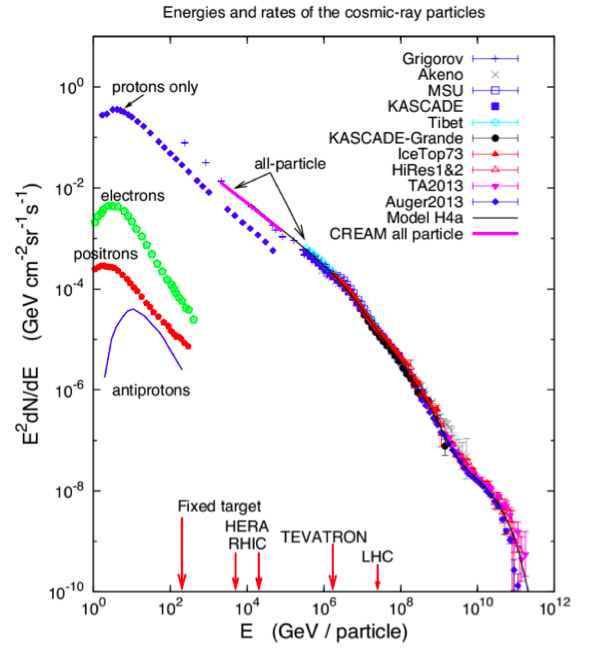 Energies and rates of the cosmic-ray particles
E²dN/dE (GeV cm⁻²sr⁻¹s⁻¹)
10⁰
10⁻²
10⁻⁴
10⁻⁶
10⁻⁸
10⁻¹⁰
Grigorov
Akeno
MSU
KASCADE
Tibet
KASCADE-Grande
IceTop73
HiRes1&2
TA2013
Auger2013
Model H4a
CREAM all particle
protons only
all-particle
electrons
positrons
antiprotons
Fixed target
HERA
RHIC
TEVATRON
LHC
10⁰ 10² 10⁴ 10⁶ 10⁸ 10¹⁰ 10¹²
E (GeV / particle)